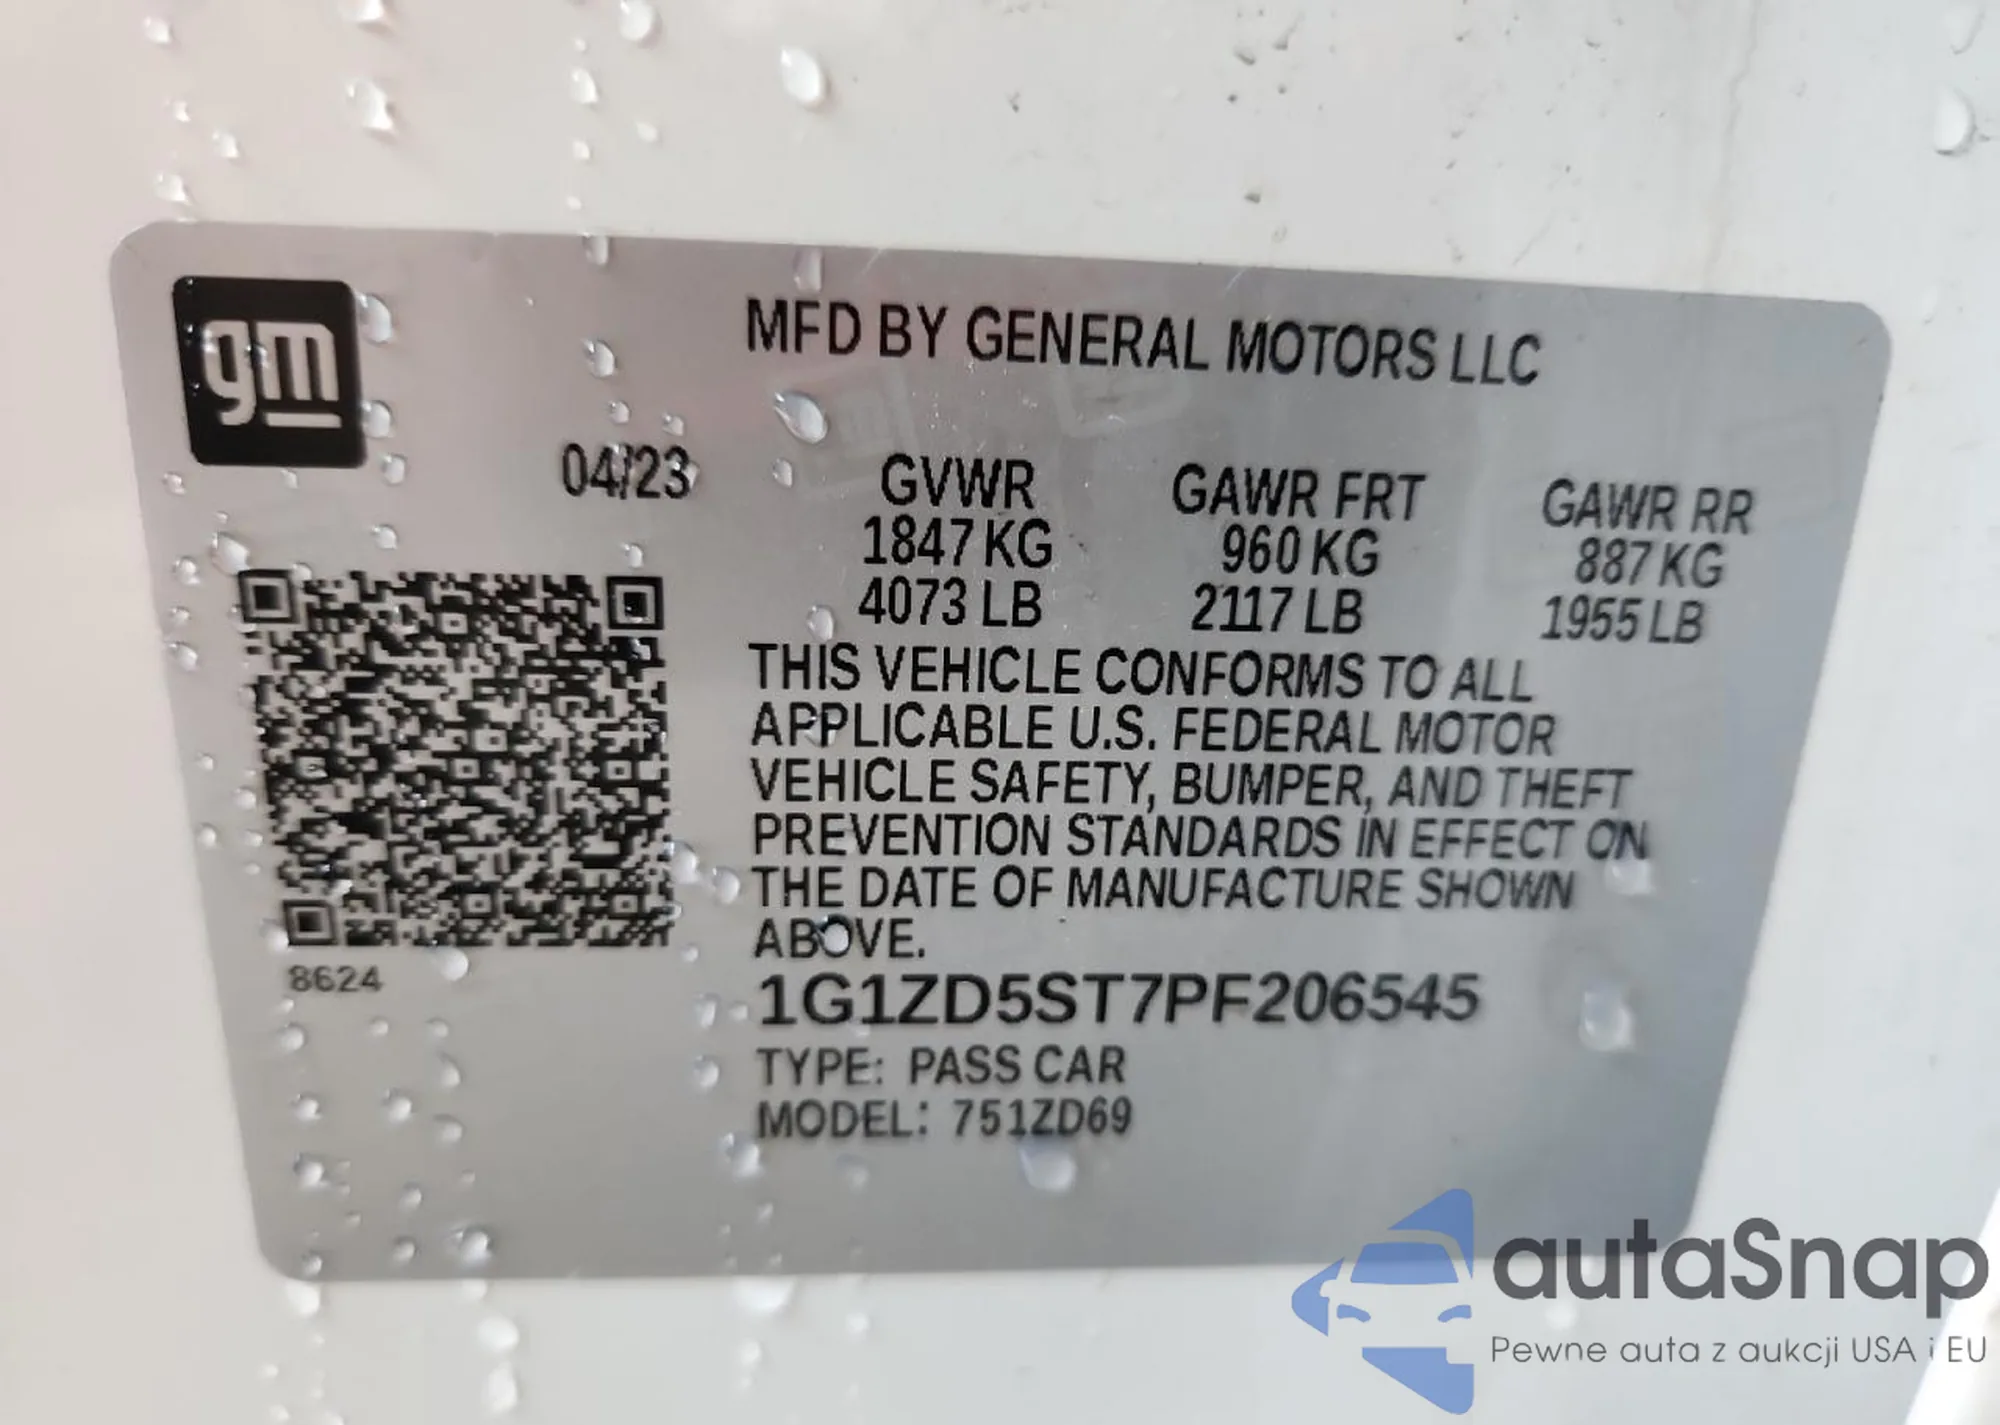 gm
MFD BY GENERAL MOTORS LLC
04/23
GVWR
1847 KG
4073 LB
GAWR FRT
960 KG
2117 LB
GAWR RR
887 KG
1955 LB
THIS VEHICLE CONFORMS TO ALL
APPLICABLE U.S. FEDERAL MOTOR
VEHICLE SAFETY, BUMPER, AND THEFT
PREVENTION STANDARDS IN EFFECT ON
THE DATE OF MANUFACTURE SHOWN
ABOVE.
8624
1G1ZD5ST7PF206545
TYPE: PASS CAR
MODEL: 751ZD69
autaSnap
Pewne auta z aukcji USA i EU